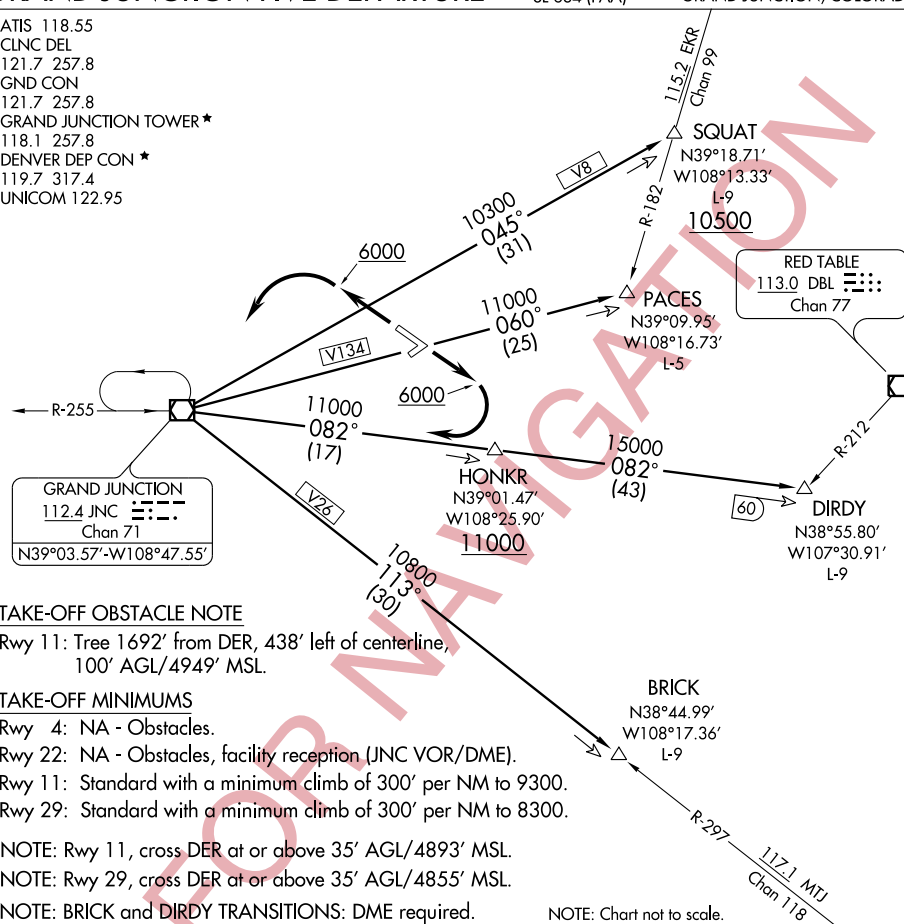 ATIS 118.55
CLNC DEL
121.7 257.8
GND CON
121.7 257.8
GRAND JUNCTION TOWER★
118.1 257.8
DENVER DEP CON ★
119.7 317.4
UNICOM 122.95
115.2 EKR
Chan 99
SQUAT
N39°18.71'
W108°13.33'
L-9
10500
V8
R-182
10300
045°
(31)
6000
RED TABLE
113.0 DBL
Chan 77
11000
060°
(25)
PACES
N39°09.95'
W108°16.73'
L-5
V134
6000
R-255
11000
082°
(17)
R-212
15000
082°
(43)
HONKR
N39°01.47'
W108°25.90'
11000
60
DIRDY
N38°55.80'
W107°30.91'
L-9
GRAND JUNCTION
112.4 JNC
Chan 71
N39°03.57'-W108°47.55'
V26
10800
113°
(30)
TAKE-OFF OBSTACLE NOTE
Rwy 11: Tree 1692' from DER, 438' left of centerline,
100' AGL/4949' MSL.
BRICK
N38°44.99'
W108°17.36'
L-9
TAKE-OFF MINIMUMS
Rwy 4: NA - Obstacles.
Rwy 22: NA - Obstacles, facility reception (JNC VOR/DME).
Rwy 11: Standard with a minimum climb of 300' per NM to 9300.
Rwy 29: Standard with a minimum climb of 300' per NM to 8300.
R-297
117.1 MTJ
Chan 118
NOTE: Rwy 11, cross DER at or above 35' AGL/4893' MSL.
NOTE: Rwy 29, cross DER at or above 35' AGL/4855' MSL.
NOTE: BRICK and DIRDY TRANSITIONS: DME required.
NOTE: Chart not to scale.
FOR NAVIGATION